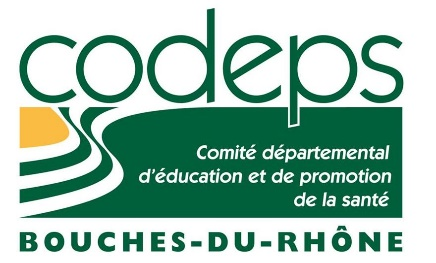 codeps
Comité départemental
d'éducation et de promotion
de la santé
BOUCHES-DU-RHÔNE